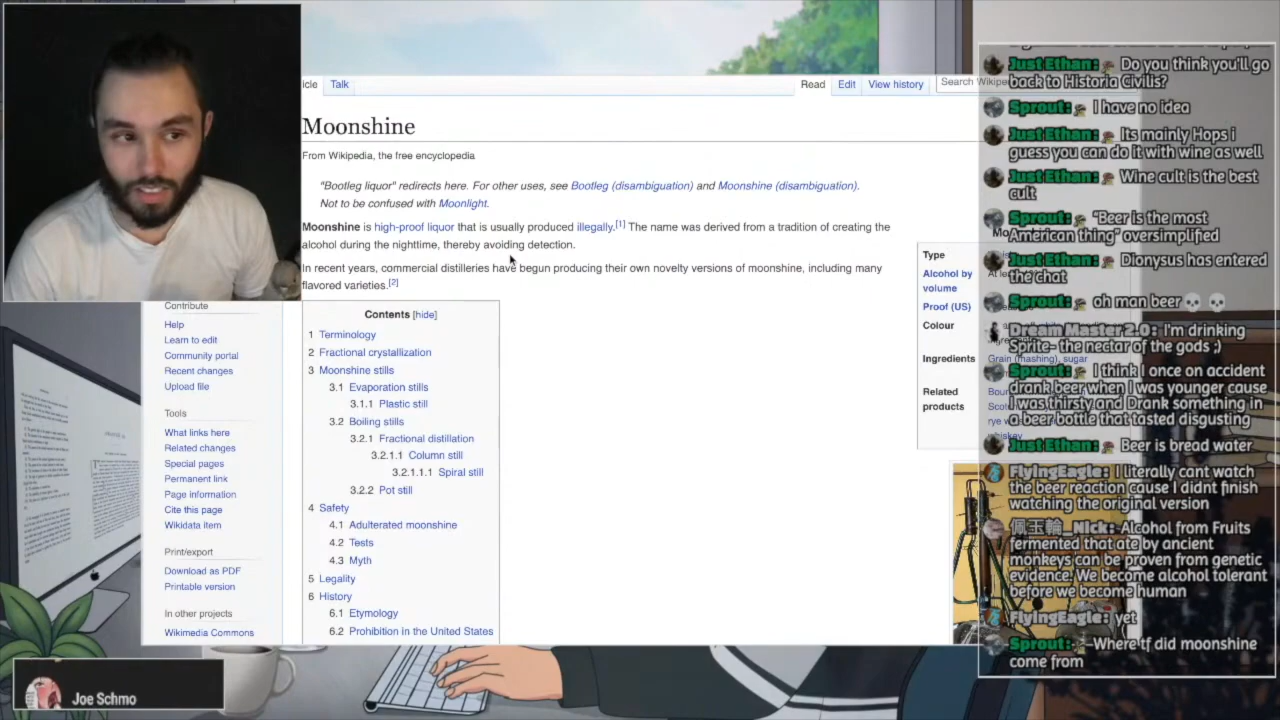 icle
Talk
Read
Edit
View history
Search Wikipe
Moonshine
From Wikipedia, the free encyclopedia
"Bootleg liquor" redirects here. For other uses, see Bootleg (disambiguation) and Moonshine (disambiguation).
Not to be confused with Moonlight.
Moonshine is high-proof liquor that is usually produced illegally.[1] The name was derived from a tradition of creating the
alcohol during the nighttime, thereby avoiding detection.
In recent years, commercial distilleries have begun producing their own novelty versions of moonshine, including many
flavored varieties.[2]
Contents [hide]
1 Terminology
2 Fractional crystallization
3 Moonshine stills
3.1 Evaporation stills
3.1.1 Plastic still
3.2 Boiling stills
3.2.1 Fractional distillation
3.2.1.1 Column still
3.2.1.1.1 Spiral still
3.2.2 Pot still
4 Safety
4.1 Adulterated moonshine
4.2 Tests
4.3 Myth
5 Legality
6 History
6.1 Etymology
6.2 Prohibition in the United States
Contribute
Help
Learn to edit
Community portal
Recent changes
Upload file
Tools
What links here
Related changes
Special pages
Permanent link
Page information
Cite this page
Wikidata item
Print/export
Download as PDF
Printable version
In other projects
Wikimedia Commons
Type
Alcohol by
volume
Proof (US)
Colour
Ingredients
Grain (mashing), sugar
Related
products
Just Ethan: Do you think you'll go
back to Historia Civilis?
Sprout: I have no idea
Just Ethan: Its mainly Hops i
guess you can do it with wine as well
Just Ethan: Wine cult is the best
cult
Sprout: "Beer is the most
American thing" oversimplified
Just Ethan: Dionysus has entered
the chat
Sprout: oh man beer💀💀
Dream Master 2.0: I'm drinking
Sprite- the nectar of the gods ;)
Sprout: I think I once on accident
drank beer when I was younger cause
I was thirsty and Drank something in
a beer bottle that tasted disgusting
Just Ethan: Beer is bread water
FlyingEagle: I literally cant watch
the beer reaction cause I didnt finish
watching the original version
佩玉輪_Nick: Alcohol from Fruits
fermented that ate by ancient
monkeys can be proven from genetic
evidence. We become alcohol tolerant
before we become human
FlyingEagle: yet
Sprout: Where tf did moonshine
come from
Joe Schmo